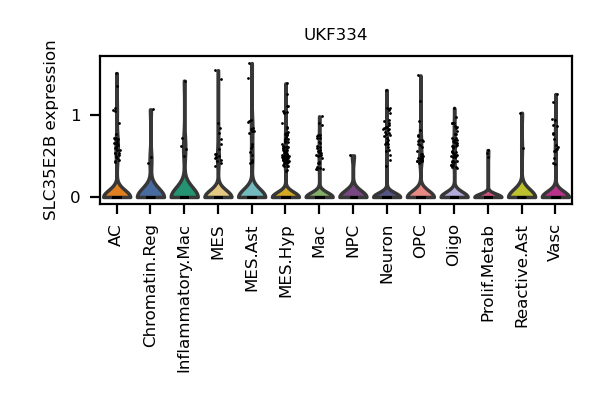 UKF334
SLC35E2B expression
1
0
AC
Chromatin.Reg
Inflammatory.Mac
MES
MES.Ast
MES.Hyp
Mac
NPC
Neuron
OPC
Oligo
Prolif.Metab
Reactive.Ast
Vasc